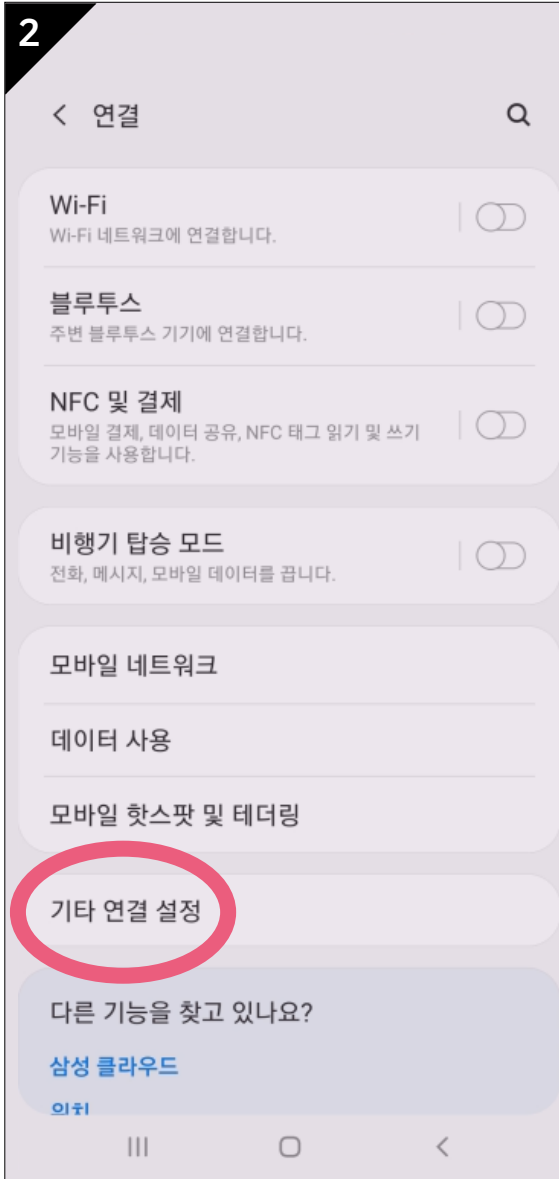 2
연결
Wi-Fi
Wi-Fi 네트워크에 연결합니다.
블루투스
주변 블루투스 기기에 연결합니다.
NFC 및 결제
모바일 결제, 데이터 공유, NFC 태그 읽기 및 쓰기
기능을 사용합니다.
비행기 탑승 모드
전화, 메시지, 모바일 데이터를 끕니다.
모바일 네트워크
데이터 사용
모바일 핫스팟 및 테더링
기타 연결 설정
다른 기능을 찾고 있나요?
삼성 클라우드
위치